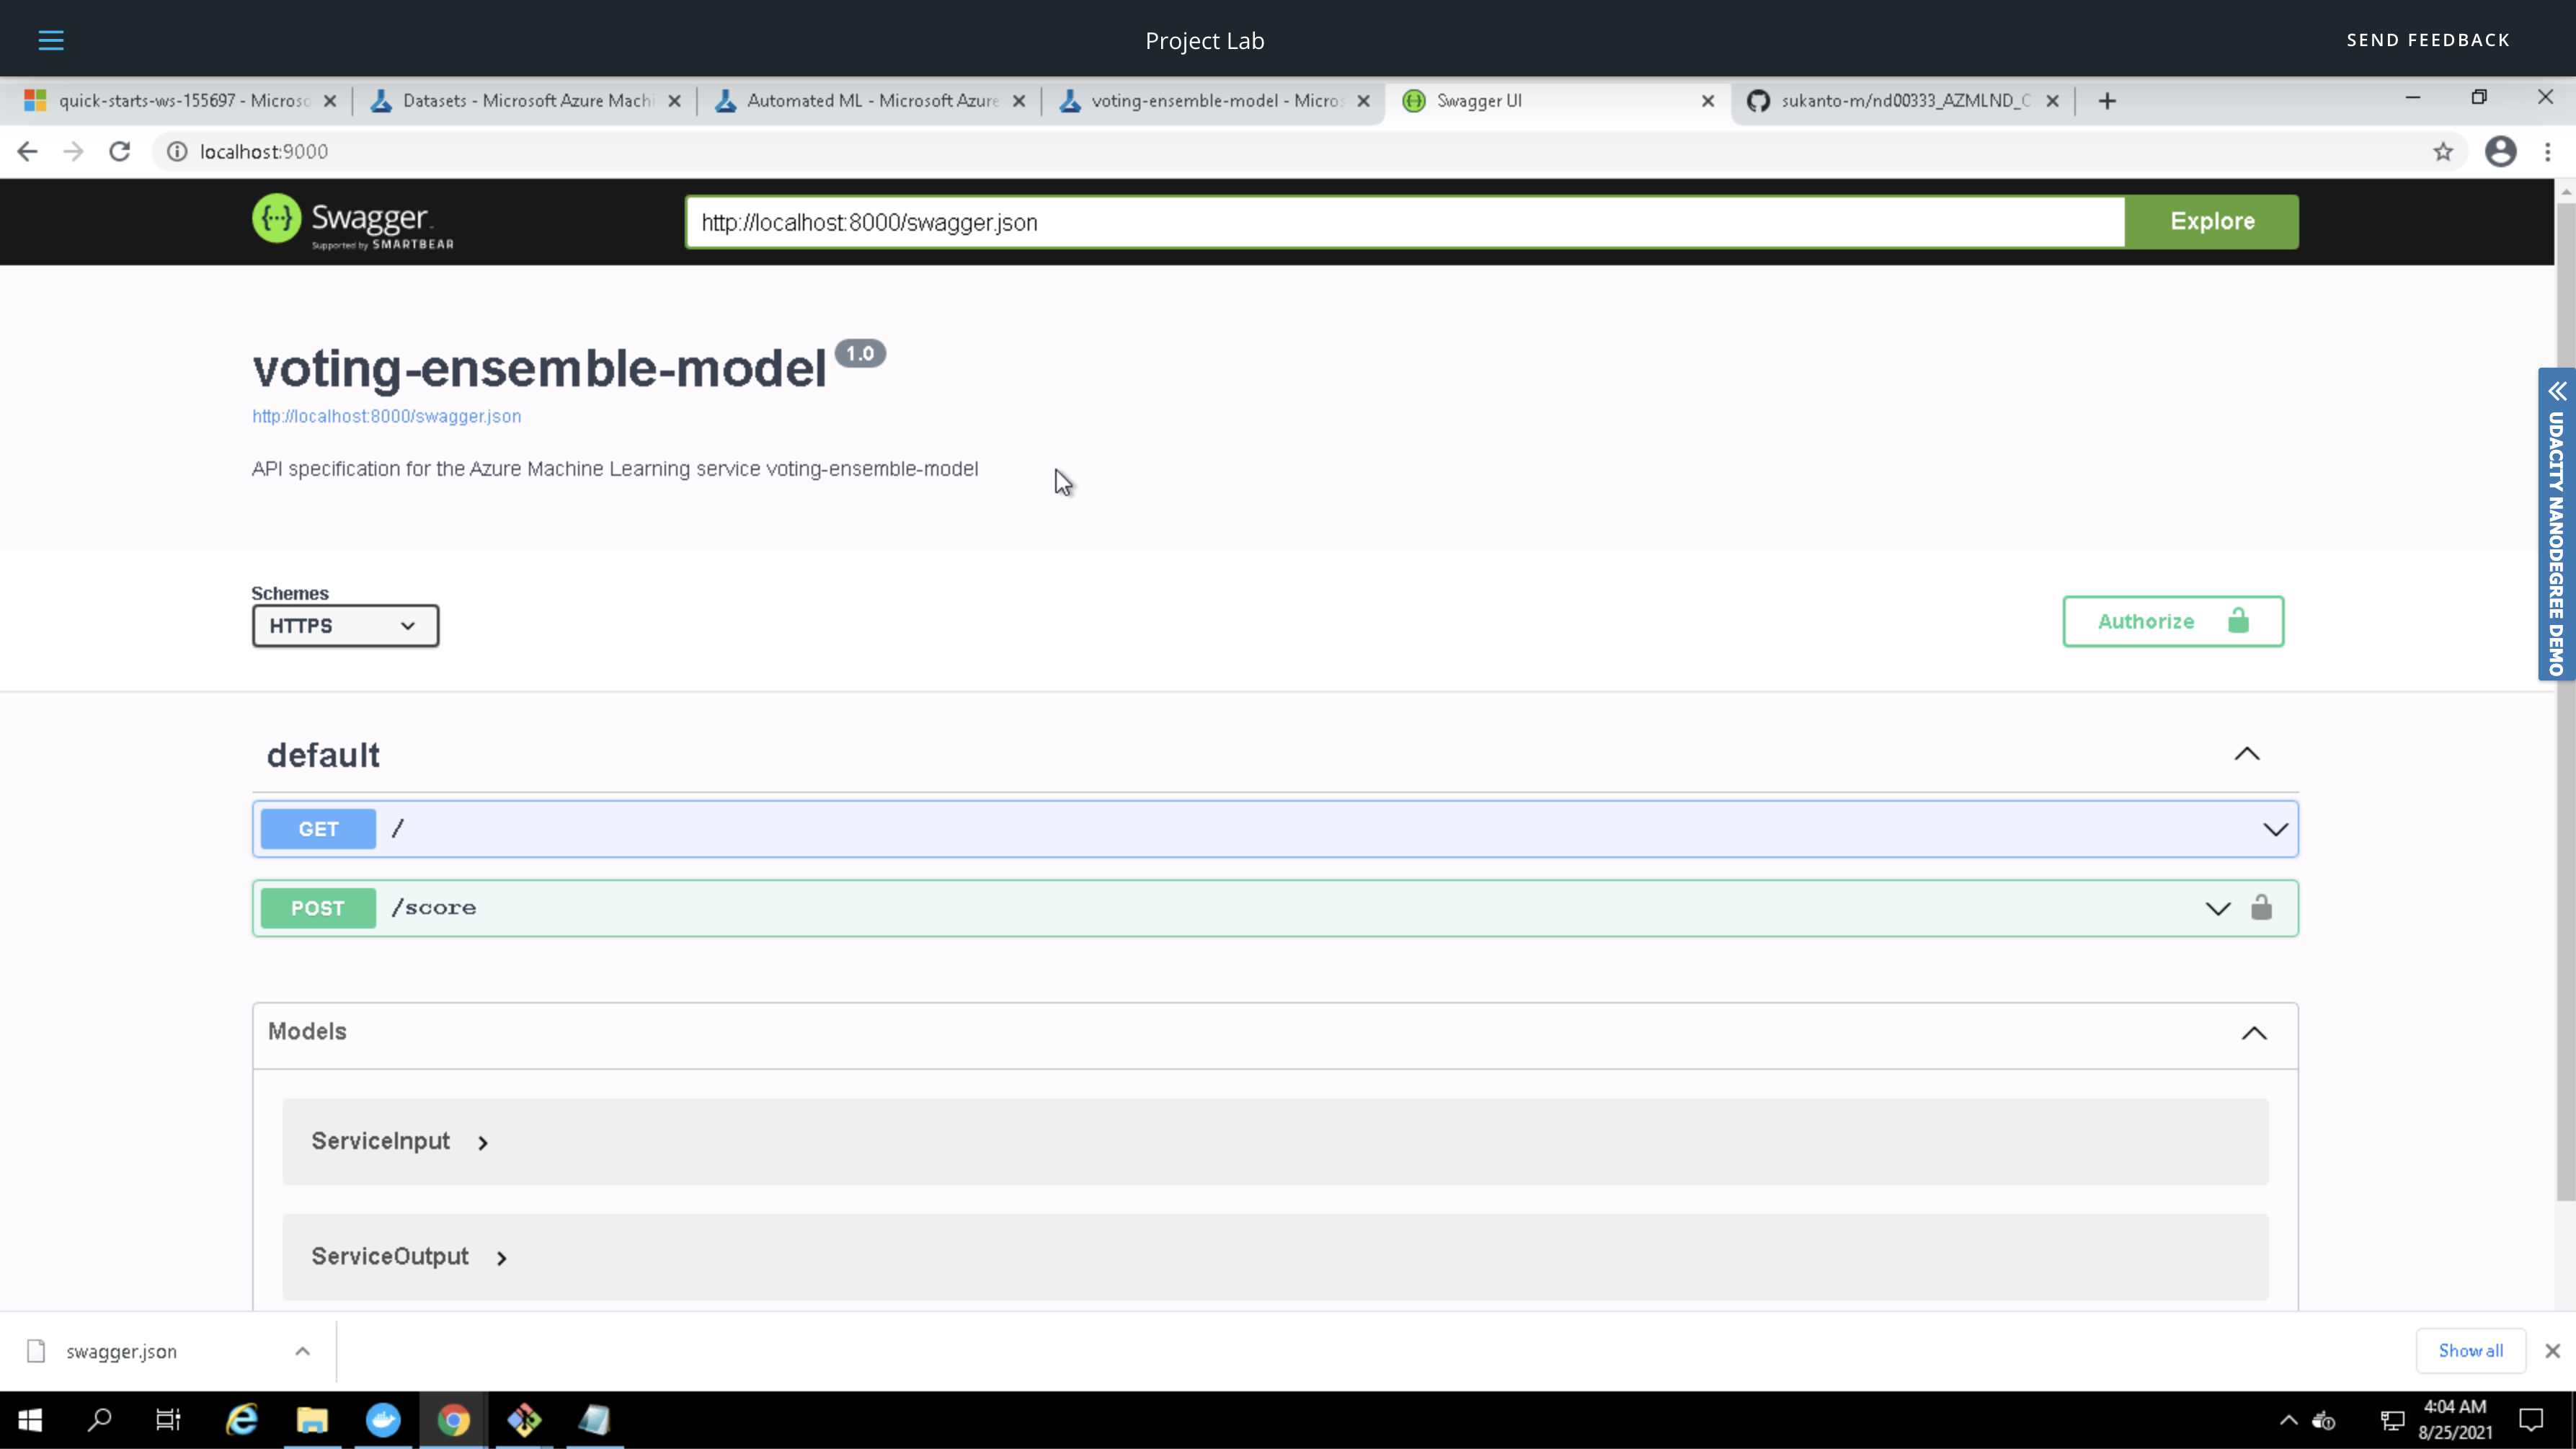 Project Lab
SEND FEEDBACK
quick-starts-ws-155697 - Microso
Datasets - Microsoft Azure Machi
Automated ML - Microsoft Azure
voting-ensemble-model - Micros
Swagger UI
sukanto-m/nd00333_AZMLND_C
localhost:9000
Swagger
Supported by SMARTBEAR
http://localhost:8000/swagger.json
Explore
voting-ensemble-model 1.0
http://localhost:8000/swagger.json
API specification for the Azure Machine Learning service voting-ensemble-model
UDACITY NANODEGREE DEMO
Schemes
HTTPS
Authorize
default
GET /
POST /score
Models
ServiceInput
ServiceOutput
swagger.json
Show all
4:04 AM
8/25/2021